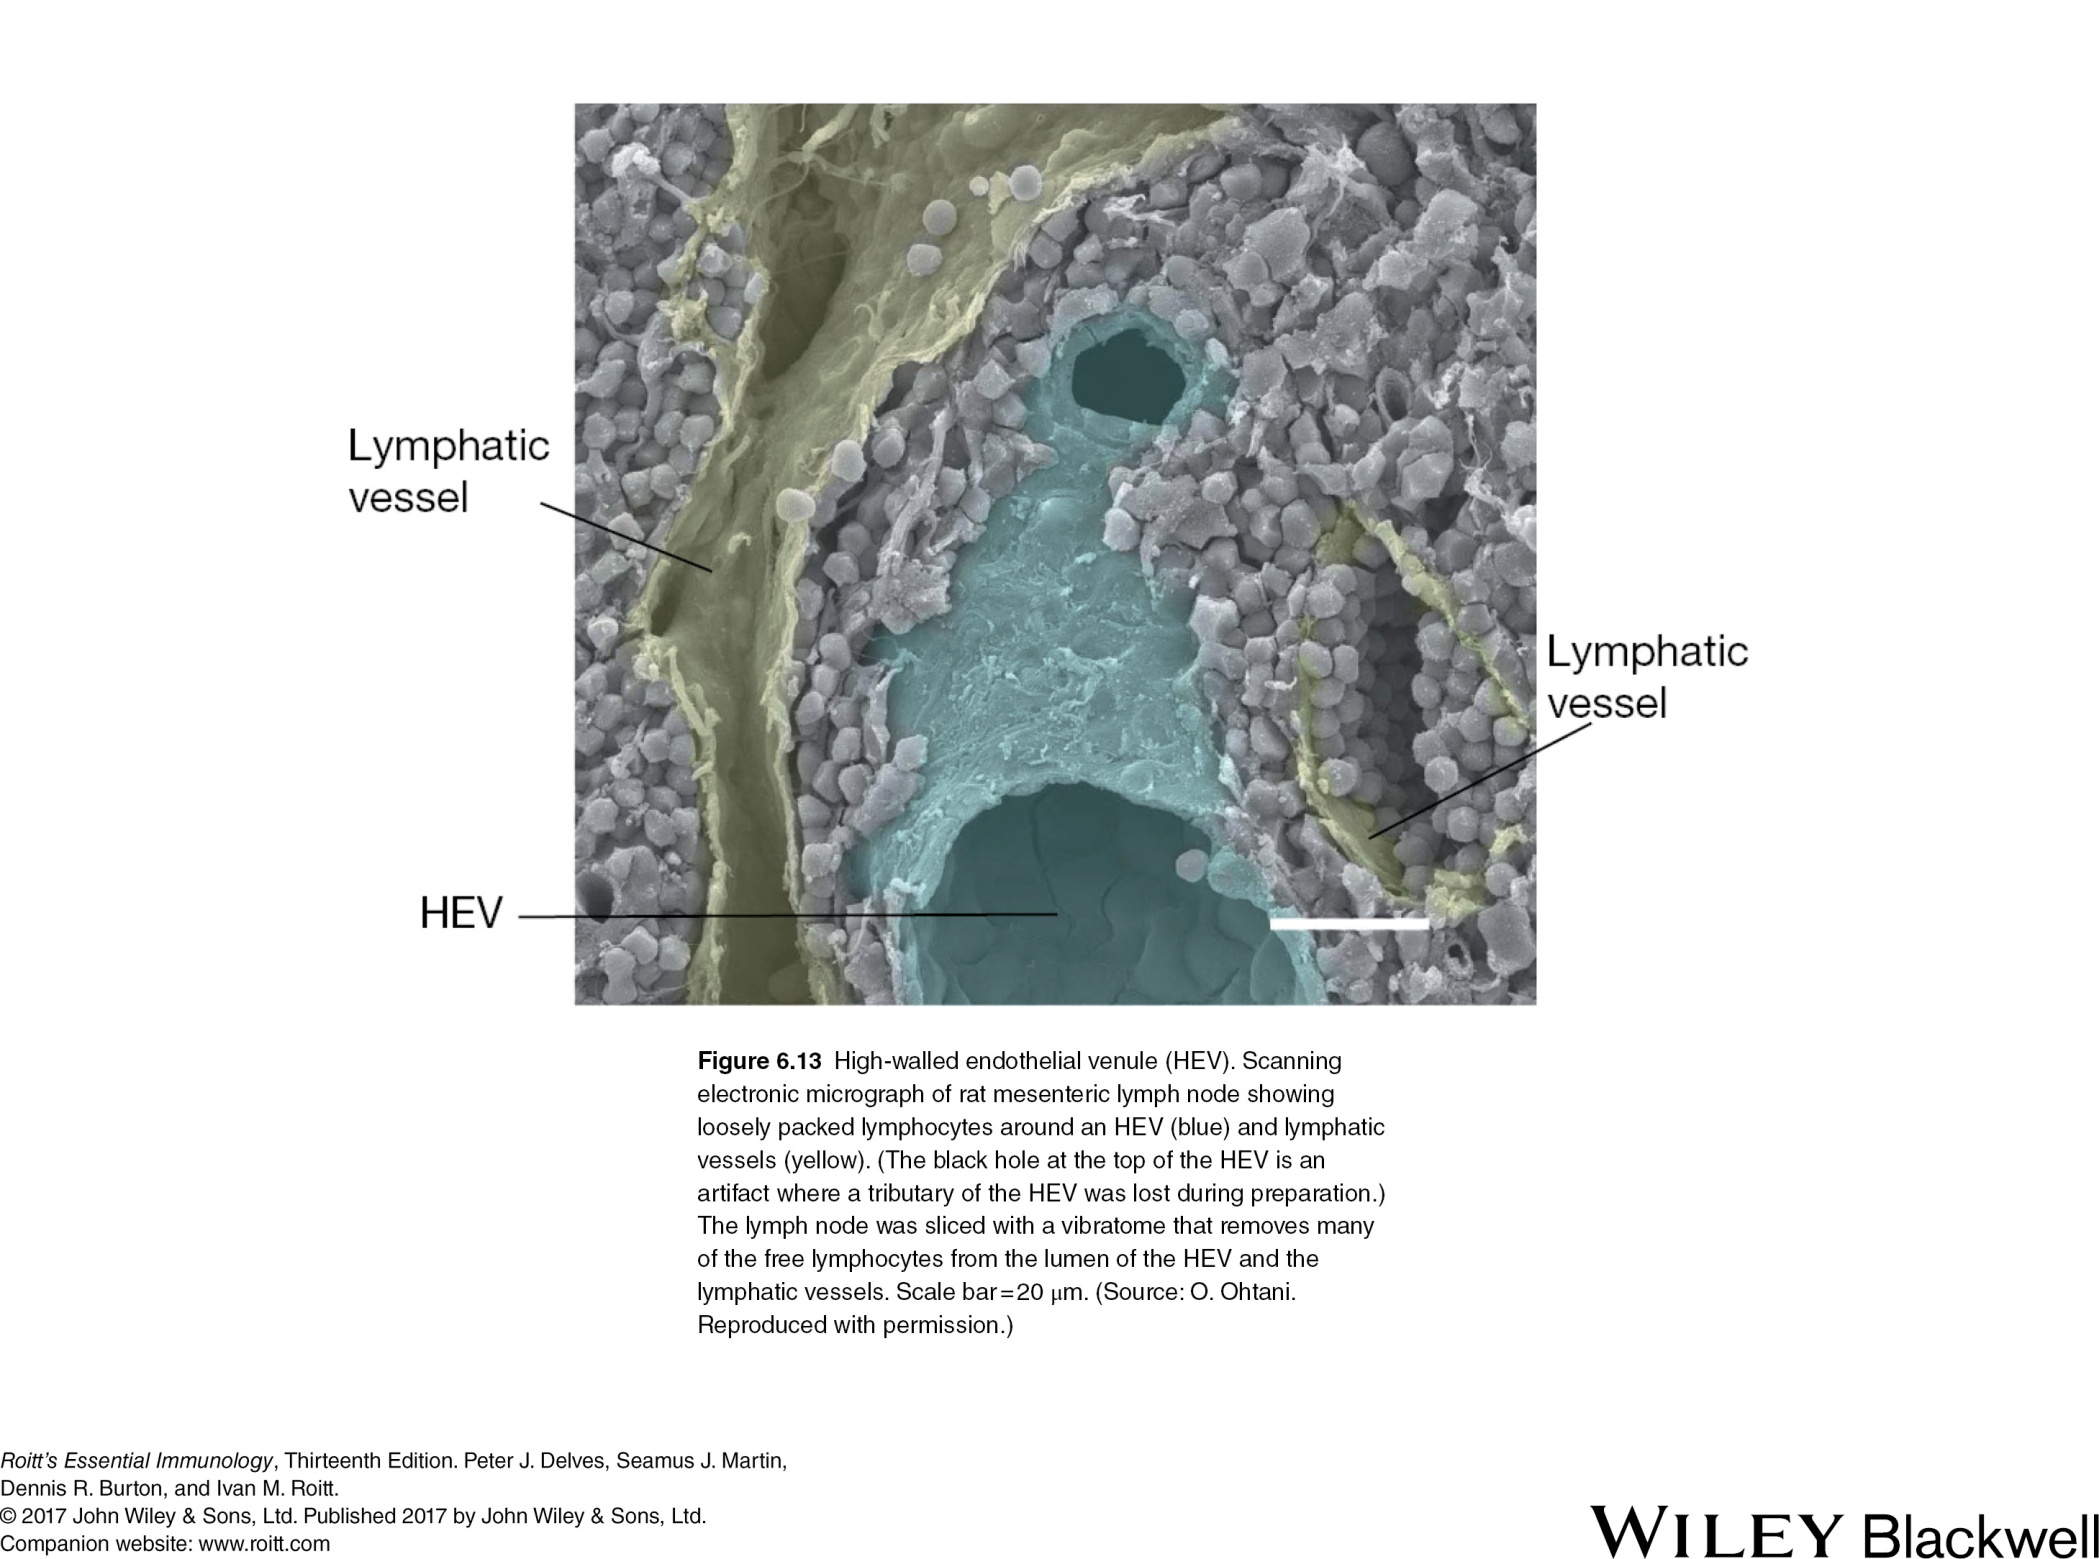 Lymphatic
vessel
Lymphatic
vessel
HEV
Figure 6.13 High-walled endothelial venule (HEV). Scanning
electronic micrograph of rat mesenteric lymph node showing
loosely packed lymphocytes around an HEV (blue) and lymphatic
vessels (yellow). (The black hole at the top of the HEV is an
artifact where a tributary of the HEV was lost during preparation.)
The lymph node was sliced with a vibratome that removes many
of the free lymphocytes from the lumen of the HEV and the
lymphatic vessels. Scale bar = 20 μm. (Source: O. Ohtani.
Reproduced with permission.)
Roitt's Essential Immunology, Thirteenth Edition. Peter J. Delves, Seamus J. Martin,
Dennis R. Burton, and Ivan M. Roitt.
© 2017 John Wiley & Sons, Ltd. Published 2017 by John Wiley & Sons, Ltd.
Companion website: www.roitt.com
WILEY Blackwell